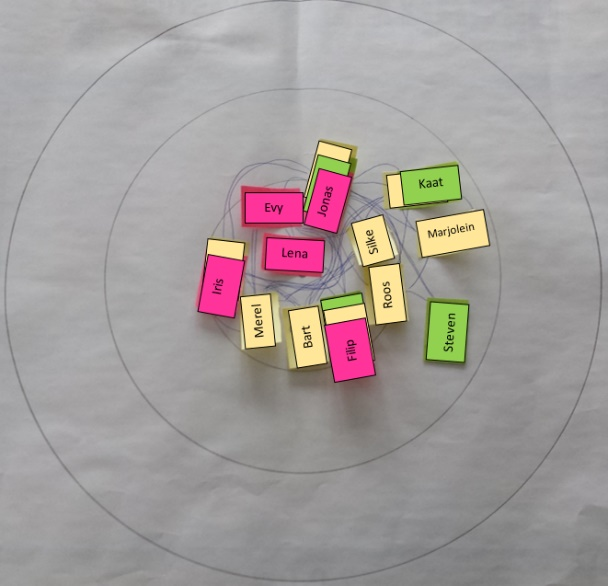 Kaat
Jonas
Evy
Marjolein
Silke
Lena
Iris
Roos
Merel
Bart
Filip
Steven